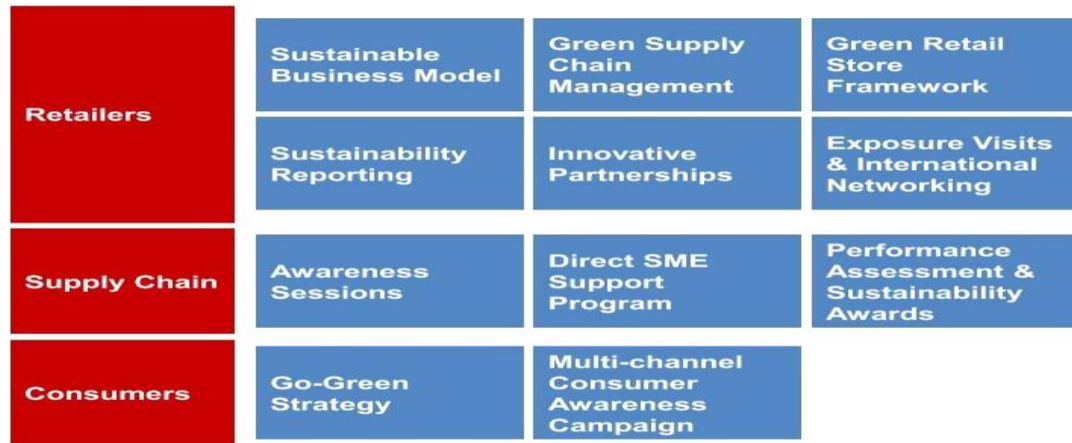 Retailers
Sustainable
Business Model
Green Supply
Chain
Management
Green Retail
Store
Framework
Sustainability
Reporting
Innovative
Partnerships
Exposure Visits
& International
Networking
Supply Chain
Awareness
Sessions
Direct SME
Support
Program
Performance
Assessment &
Sustainability
Awards
Consumers
Go-Green
Strategy
Multi-channel
Consumer
Awareness
Campaign